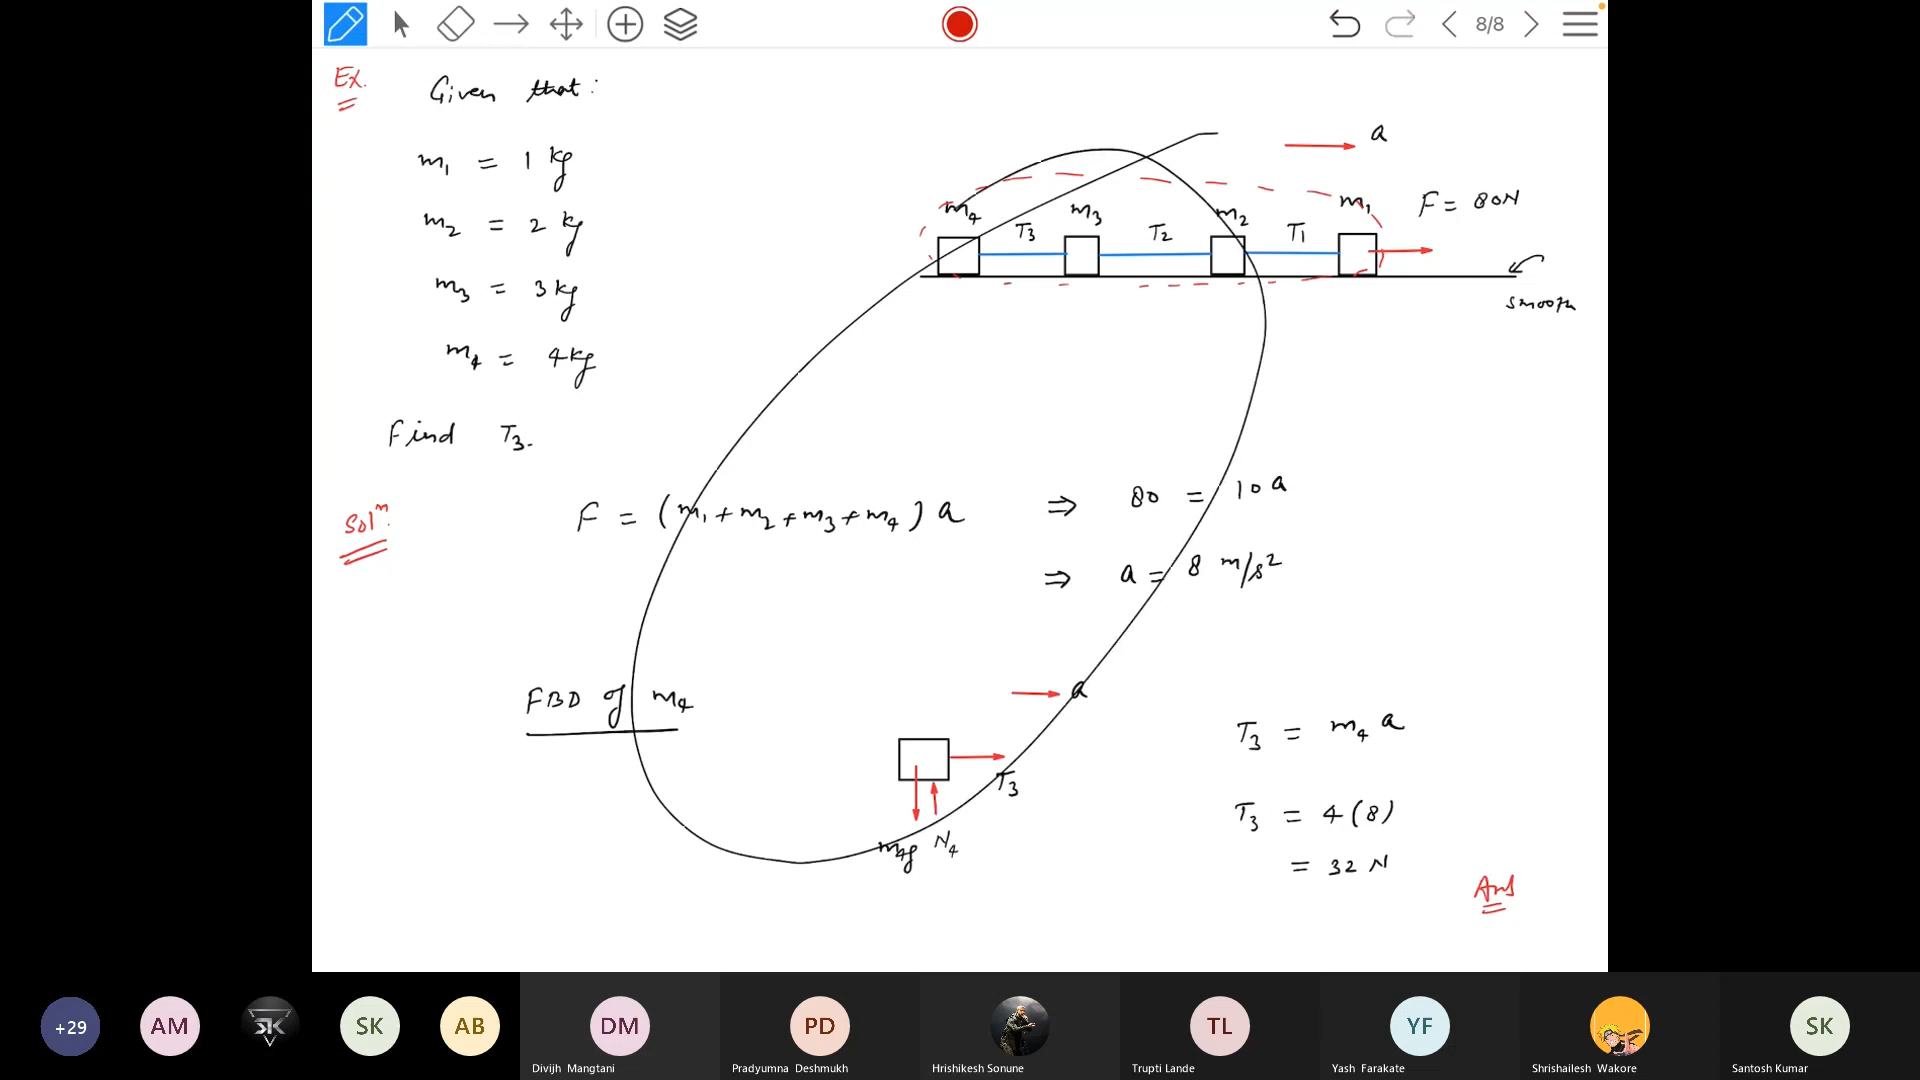 8/8
Ex. Given that:
m₁ = 1 kg
m₂ = 2 kg
m₃ = 3 kg
m₄ = 4 kg
Find T₃.
a
m₄ m₃ m₂ m₁ F = 80N
T₃ T₂ T₁
smooth
Solⁿ. F = (m₁ + m₂ + m₃ + m₄) a ⇒ 80 = 10 a
⇒ a = 8 m/s²
FBD of m₄
a
T₃
m₄g N₄
T₃ = m₄ a
T₃ = 4 (8)
= 32 N
Ans
+29 AM SK SK AB DM PD TL YF SK
Divijh Mangtani Pradyumna Deshmukh Hrishikesh Sonune Trupti Lande Yash Farakate Shrishailesh Wakore Santosh Kumar